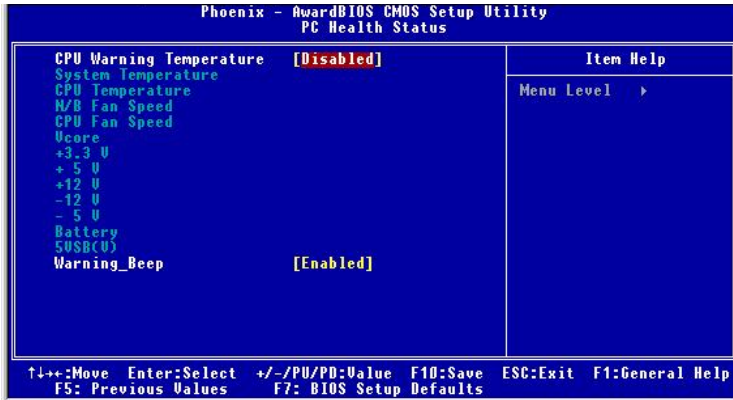 Phoenix - AwardBIOS CMOS Setup Utility
PC Health Status
CPU Warning Temperature [Disabled]
System Temperature
CPU Temperature
N/B Fan Speed
CPU Fan Speed
Vcore
+3.3 V
+ 5 V
+12 V
-12 V
- 5 V
Battery
5VSB(V)
Warning_Beep [Enabled]
Item Help
Menu Level ▸
↑↓→←:Move Enter:Select +/-/PU/PD:Value F10:Save ESC:Exit F1:General Help
F5: Previous Values F7: BIOS Setup Defaults